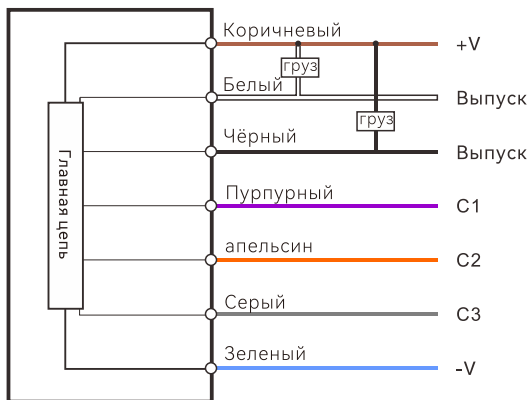 Коричневый
+V
груз
Белый
Выпуск
груз
Чёрный
Выпуск
Главная цепь
Пурпурный
C1
апельсин
C2
Серый
C3
Зеленый
-V